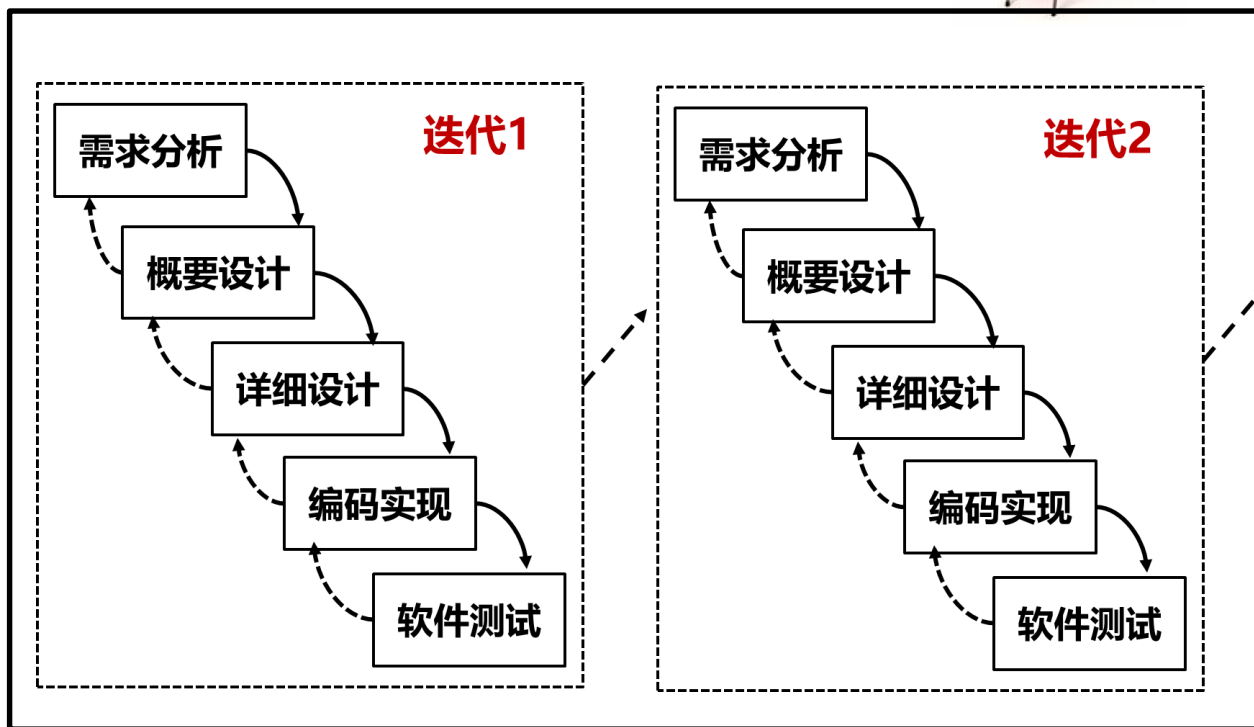 迭代1
需求分析
概要设计
详细设计
编码实现
软件测试
迭代2
需求分析
概要设计
详细设计
编码实现
软件测试